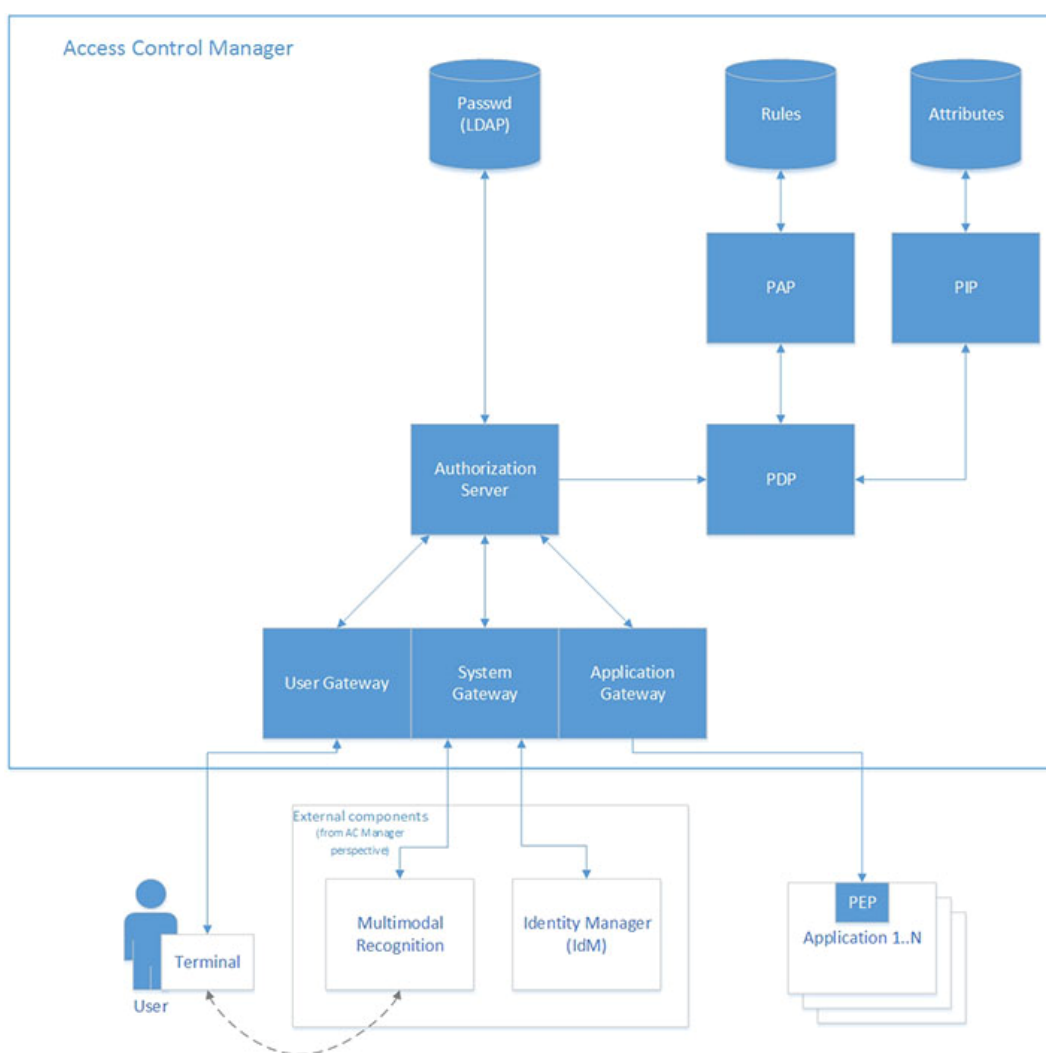 Access Control Manager
Passwd
(LDAP)
Rules
Attributes
PAP
PIP
Authorization
Server
PDP
User Gateway
System
Gateway
Application
Gateway
External components
(from AC Manager
perspective)
Multimodal
Recognition
Identity Manager
(IdM)
PEP
Application 1..N
Terminal
User